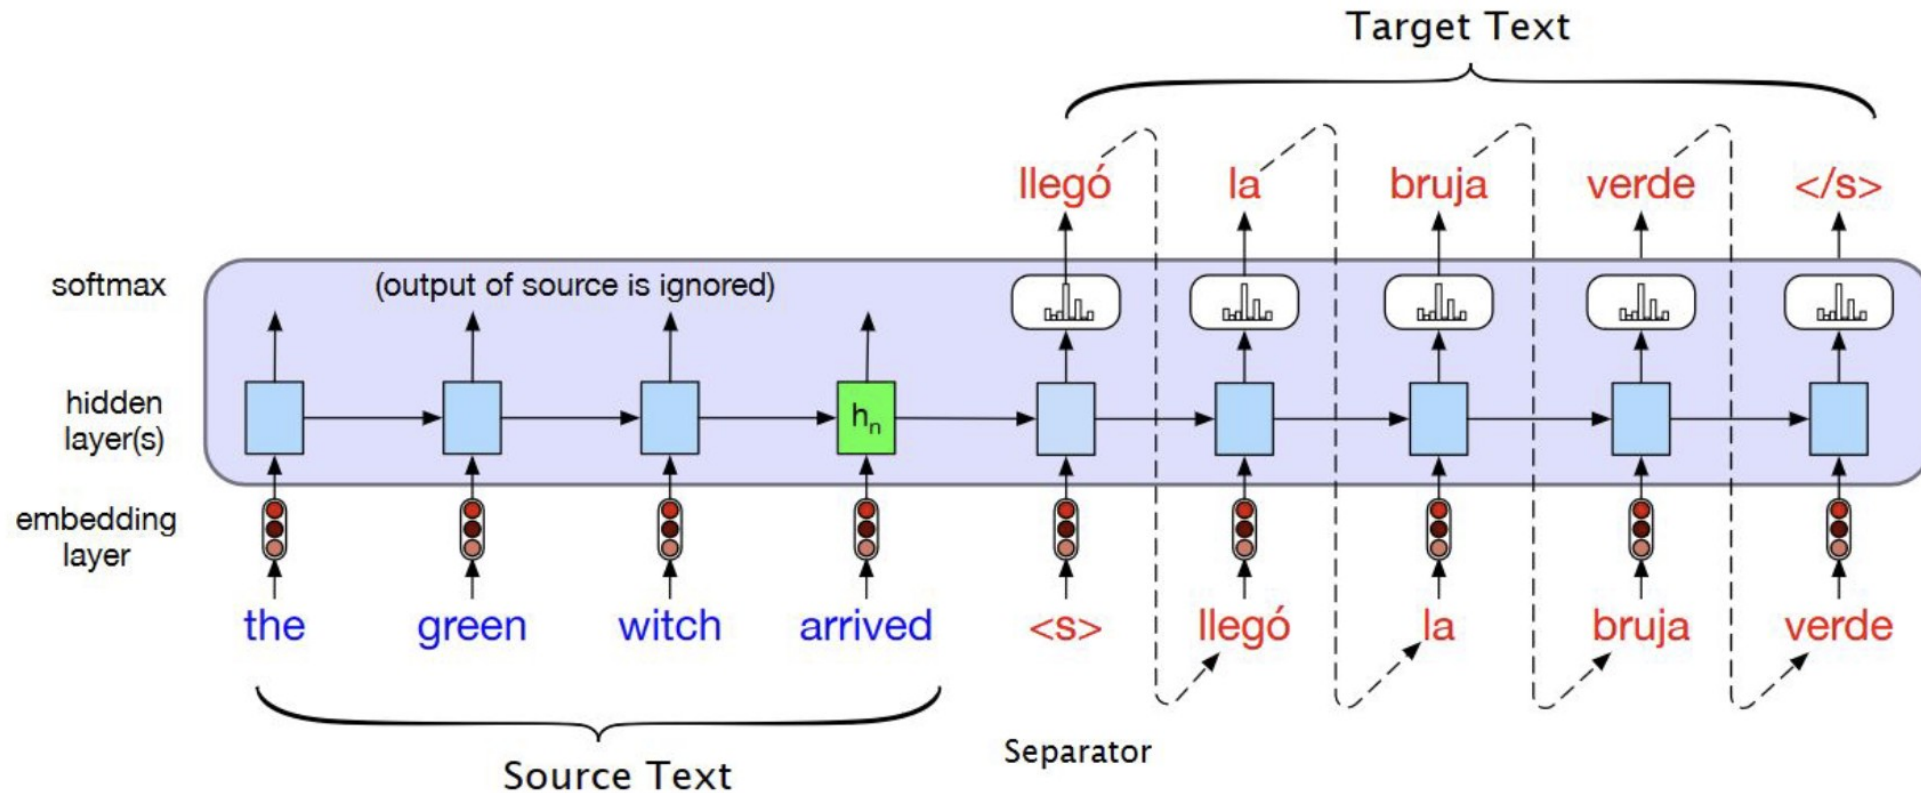 Target Text
llegó la bruja verde </s>
softmax (output of source is ignored)
hidden
layer(s)
hn
embedding
layer
the green witch arrived <s> llegó la bruja verde
Separator
Source Text